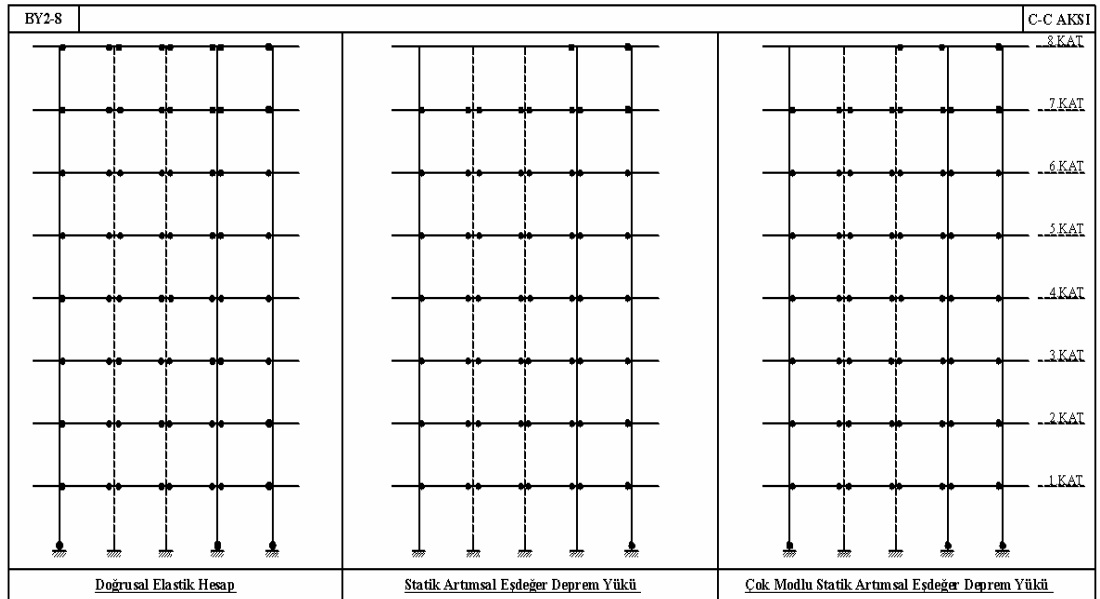 BY2-8
C-C AKSI
8.KAT
7.KAT
6.KAT
5.KAT
4.KAT
3.KAT
2.KAT
1.KAT
Doğrusal Elastik Hesap
Statik Artımsal Eşdeğer Deprem Yükü
Çok Modlu Statik Artımsal Eşdeğer Deprem Yükü